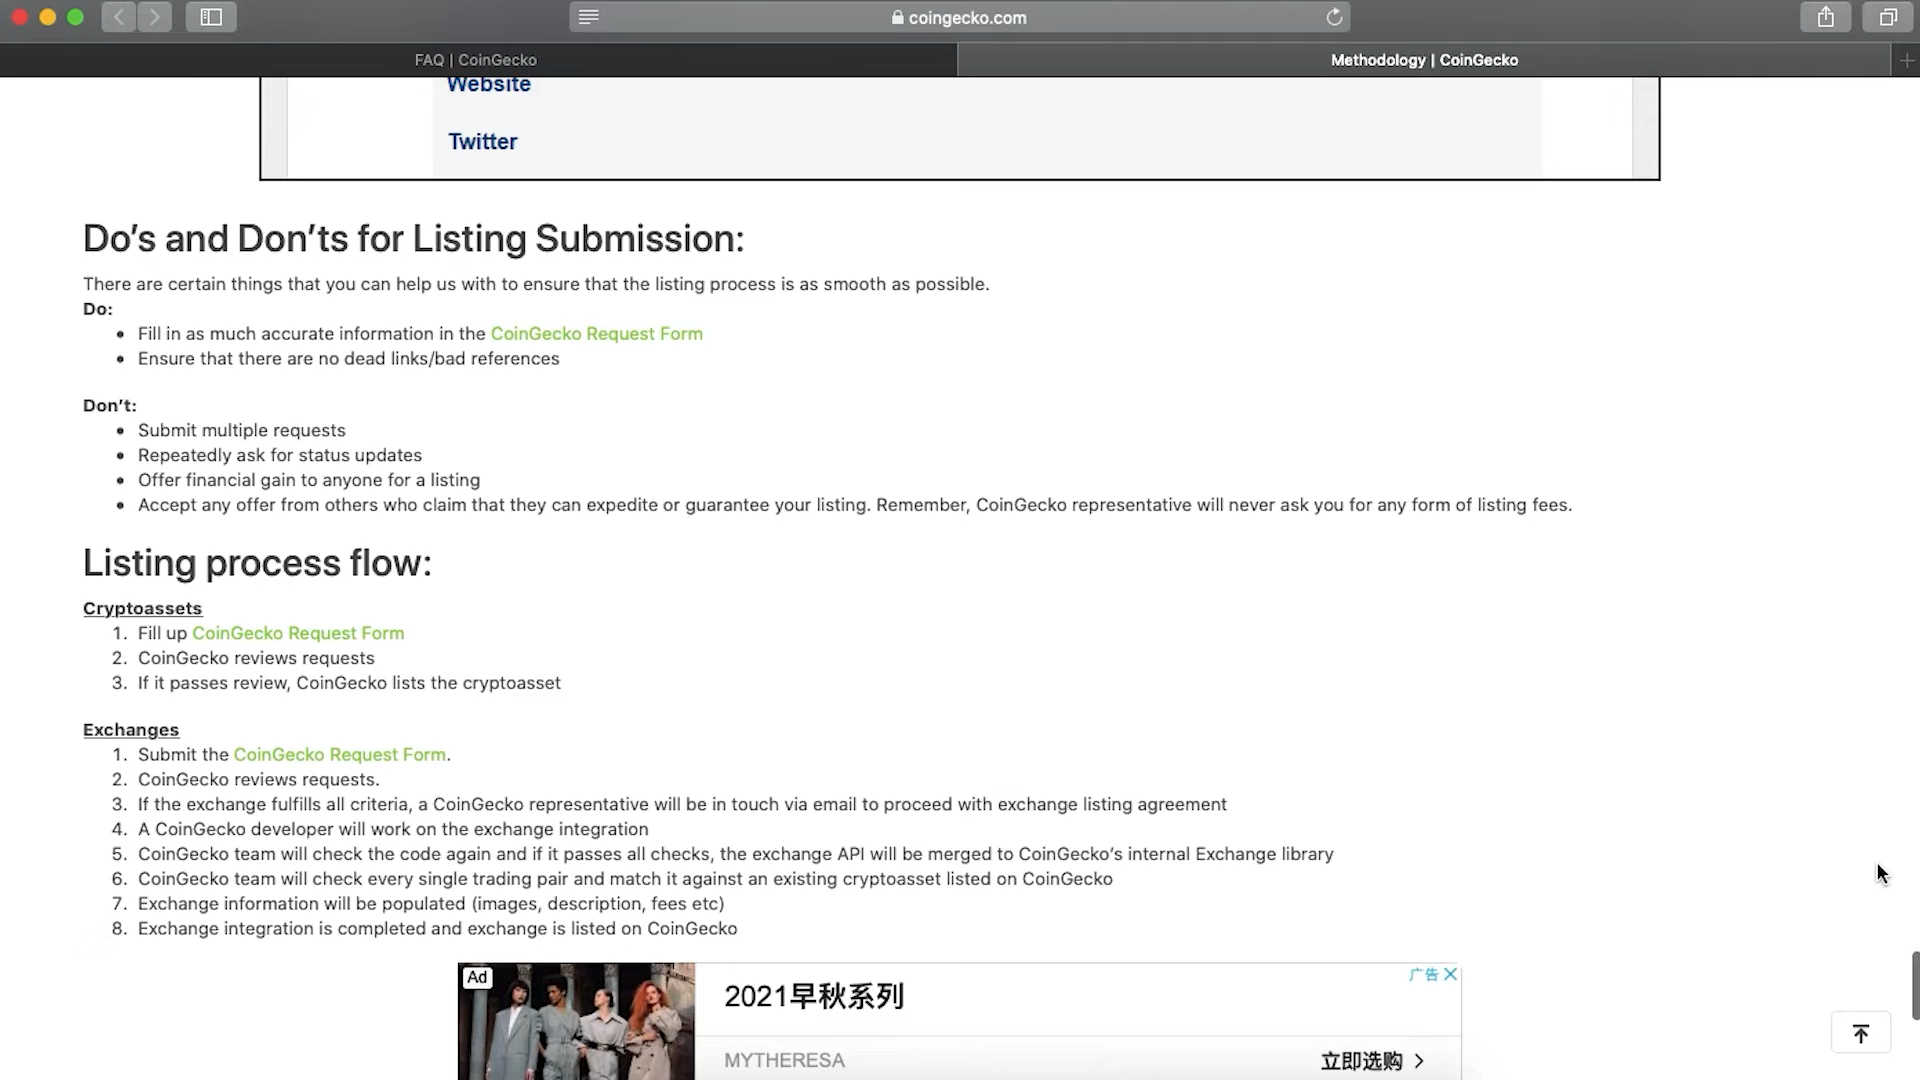 coingecko.com
FAQ | CoinGecko
Methodology | CoinGecko
Website
Twitter
Do's and Don'ts for Listing Submission:
There are certain things that you can help us with to ensure that the listing process is as smooth as possible.
Do:
• Fill in as much accurate information in the CoinGecko Request Form
• Ensure that there are no dead links/bad references
Don't:
• Submit multiple requests
• Repeatedly ask for status updates
• Offer financial gain to anyone for a listing
• Accept any offer from others who claim that they can expedite or guarantee your listing. Remember, CoinGecko representative will never ask you for any form of listing fees.
Listing process flow:
Cryptoassets
1. Fill up CoinGecko Request Form
2. CoinGecko reviews requests
3. If it passes review, CoinGecko lists the cryptoasset
Exchanges
1. Submit the CoinGecko Request Form.
2. CoinGecko reviews requests.
3. If the exchange fulfills all criteria, a CoinGecko representative will be in touch via email to proceed with exchange listing agreement
4. A CoinGecko developer will work on the exchange integration
5. CoinGecko team will check the code again and if it passes all checks, the exchange API will be merged to CoinGecko's internal Exchange library
6. CoinGecko team will check every single trading pair and match it against an existing cryptoasset listed on CoinGecko
7. Exchange information will be populated (images, description, fees etc)
8. Exchange integration is completed and exchange is listed on CoinGecko
Ad
广告
2021早秋系列
MYTHERESA
立即选购